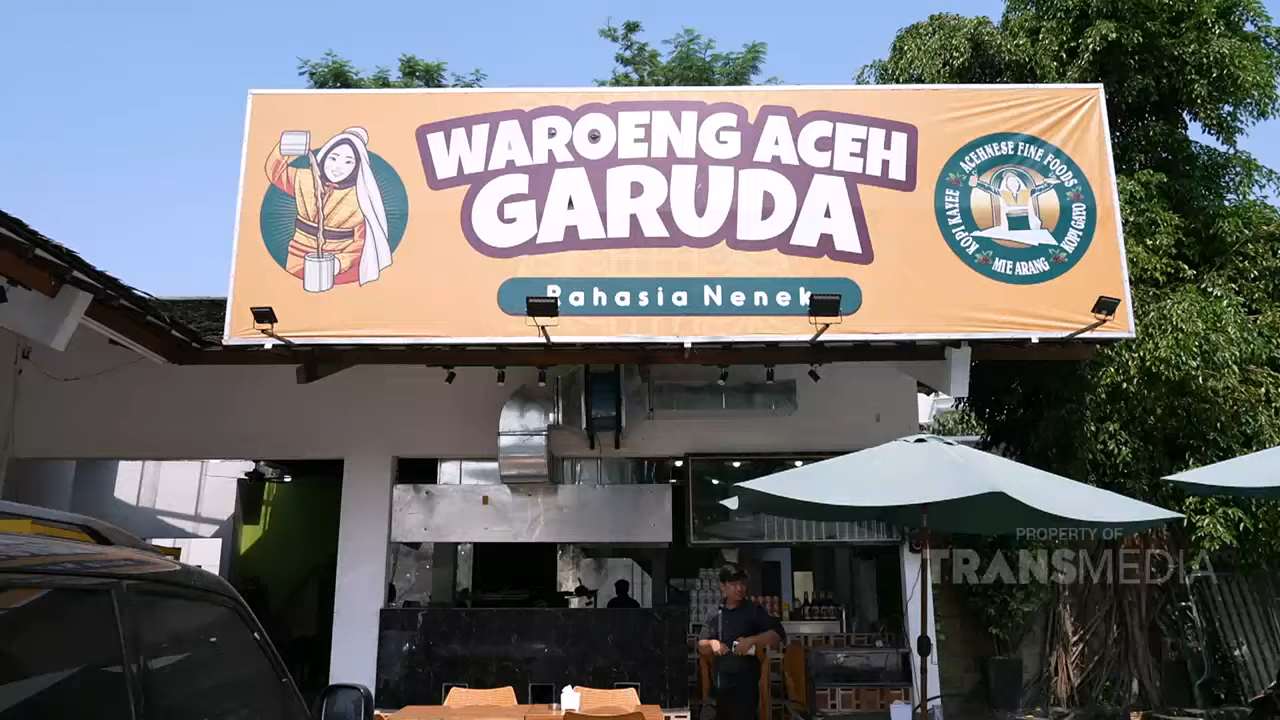 WAROENG ACEH
GARUDA
Rahasia Nenek
ACEHNESE FINE FOODS
KOPI KAYEE
KOPI GAYO
MIE ARANG
PROPERTY OF
TRANSMEDIA